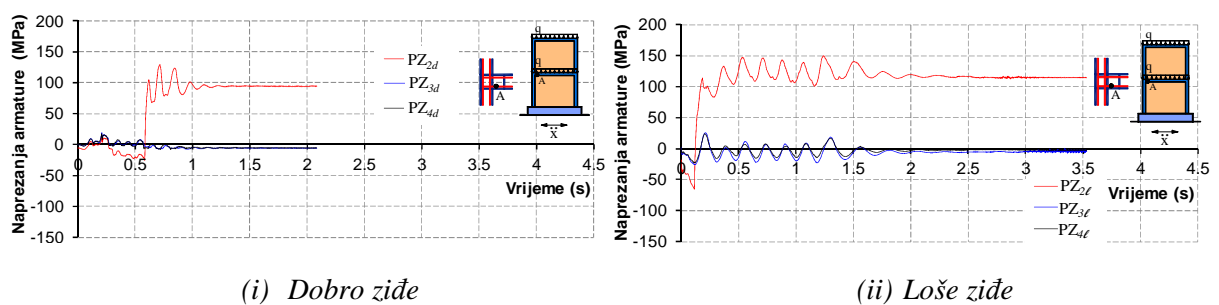 Naprezanja armature (MPa)
200
150
100
50
0
-50
-100
-150
0
0.5
1
1.5
2
2.5
3
3.5
4
4.5
Vrijeme (s)
PZ2d
PZ3d
PZ4d
A
q
q
A
ẍ
(i) Dobro ziđe
Naprezanja armature (MPa)
200
150
100
50
0
-50
-100
-150
0
0.5
1
1.5
2
2.5
3
3.5
4
4.5
Vrijeme (s)
PZ2ℓ
PZ3ℓ
PZ4ℓ
A
q
q
A
ẍ
(ii) Loše ziđe